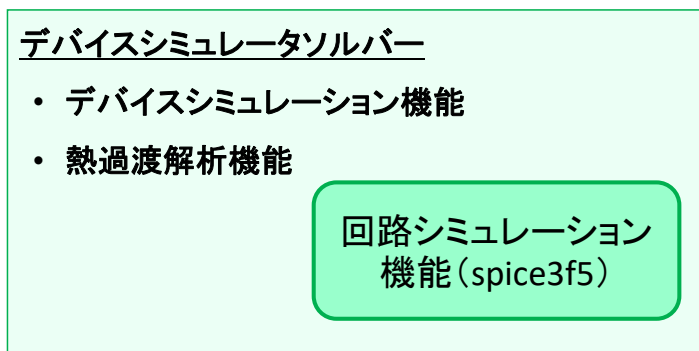 デバイスシミュレータソルバー
• デバイスシミュレーション機能
• 熱過渡解析機能
回路シミュレーション
機能（spice3f5）